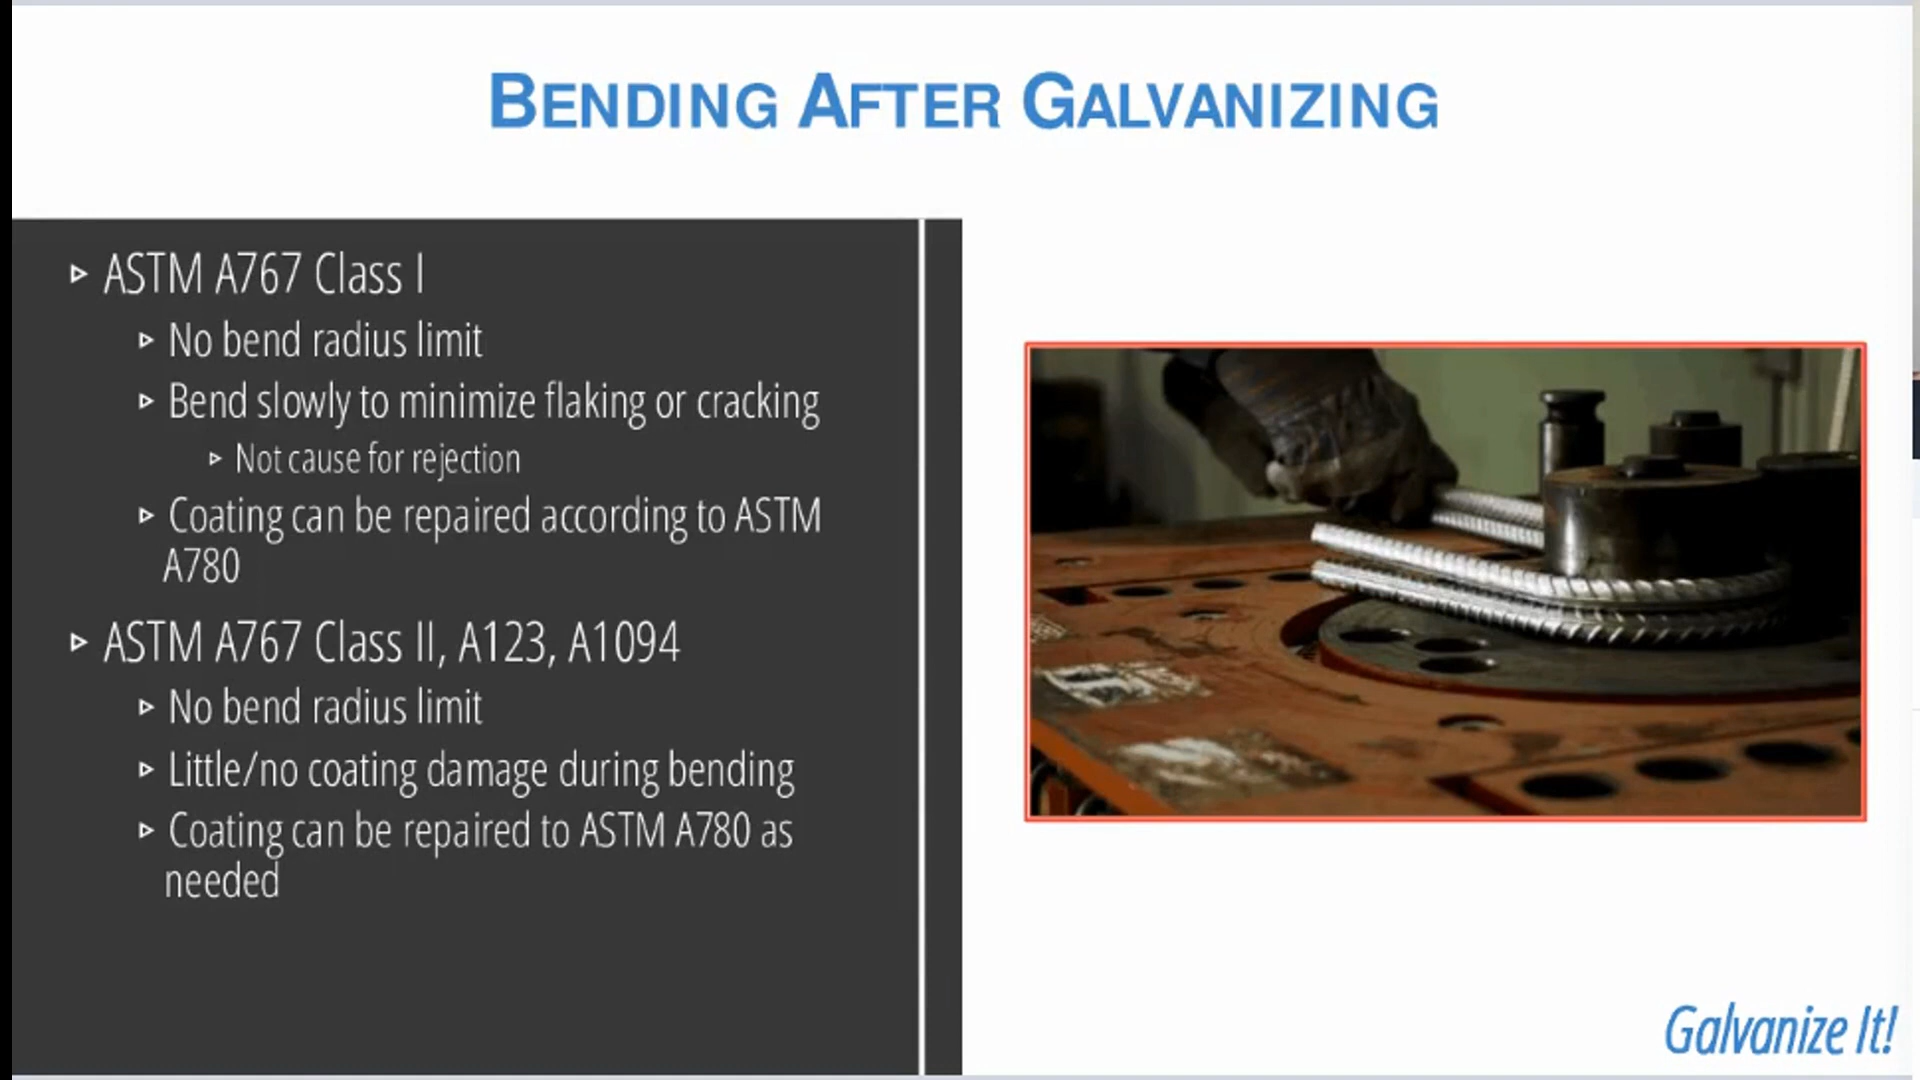 BENDING AFTER GALVANIZING
ASTM A767 Class I
No bend radius limit
Bend slowly to minimize flaking or cracking
Not cause for rejection
Coating can be repaired according to ASTM
A780
ASTM A767 Class II, A123, A1094
No bend radius limit
Little/no coating damage during bending
Coating can be repaired to ASTM A780 as
needed
Galvanize It!